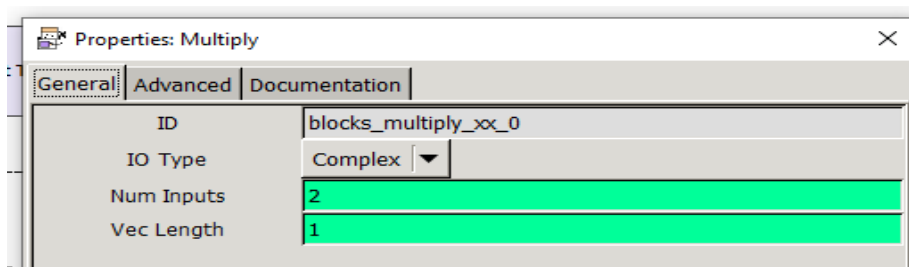 Properties: Multiply
General Advanced Documentation
ID blocks_multiply_xx_0
IO Type Complex
Num Inputs 2
Vec Length 1